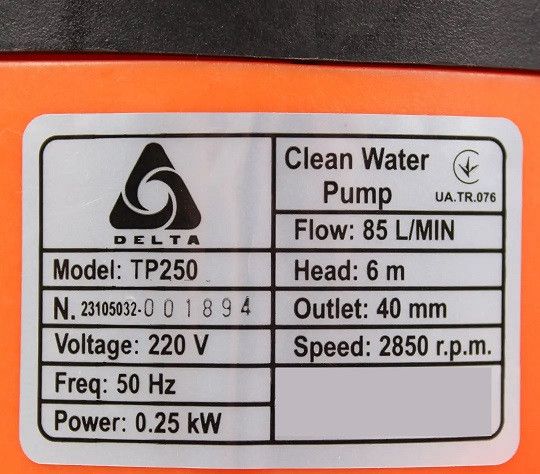 DELTA
Model: TP250
N. 23105032-001894
Voltage: 220 V
Freq: 50 Hz
Power: 0.25 kW
Clean Water
Pump
UA.TR.076
Flow: 85 L/MIN
Head: 6 m
Outlet: 40 mm
Speed: 2850 r.p.m.